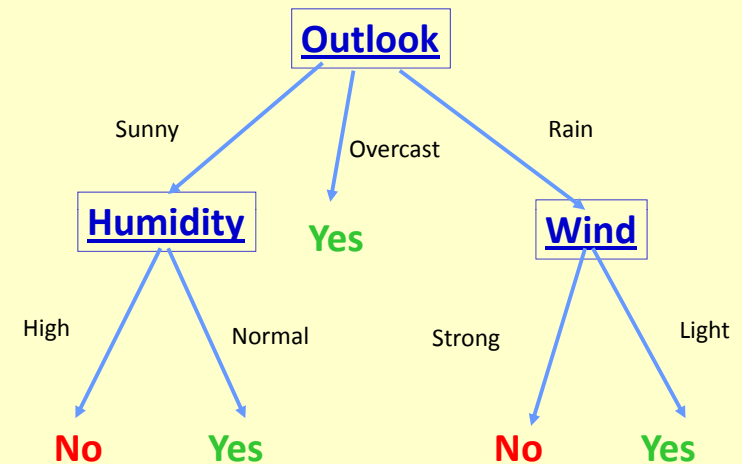 Outlook
Sunny
Overcast
Rain
Humidity
Yes
Wind
High
Normal
Strong
Light
No
Yes
No
Yes